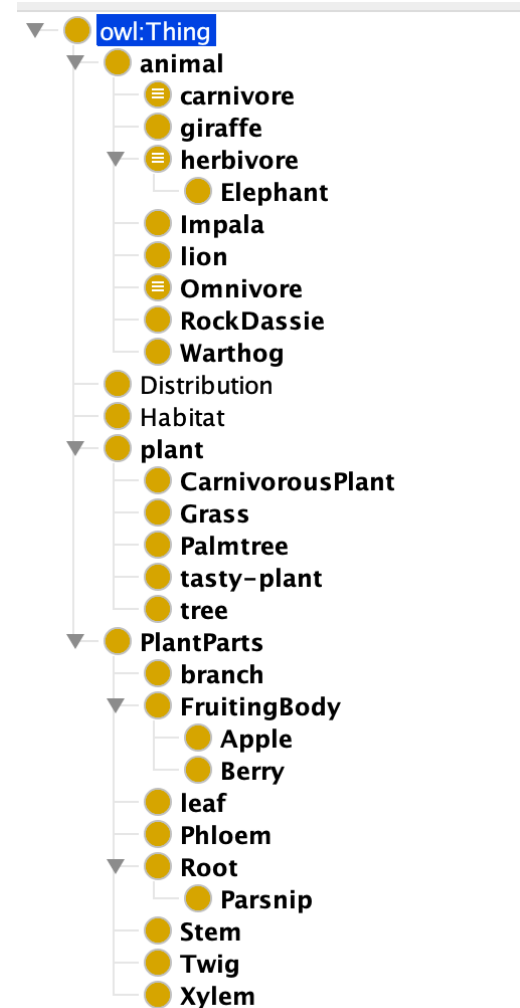 owl:Thing
animal
carnivore
giraffe
herbivore
Elephant
Impala
lion
Omnivore
RockDassie
Warthog
Distribution
Habitat
plant
CarnivorousPlant
Grass
Palmtree
tasty-plant
tree
PlantParts
branch
FruitingBody
Apple
Berry
leaf
Phloem
Root
Parsnip
Stem
Twig
Xylem